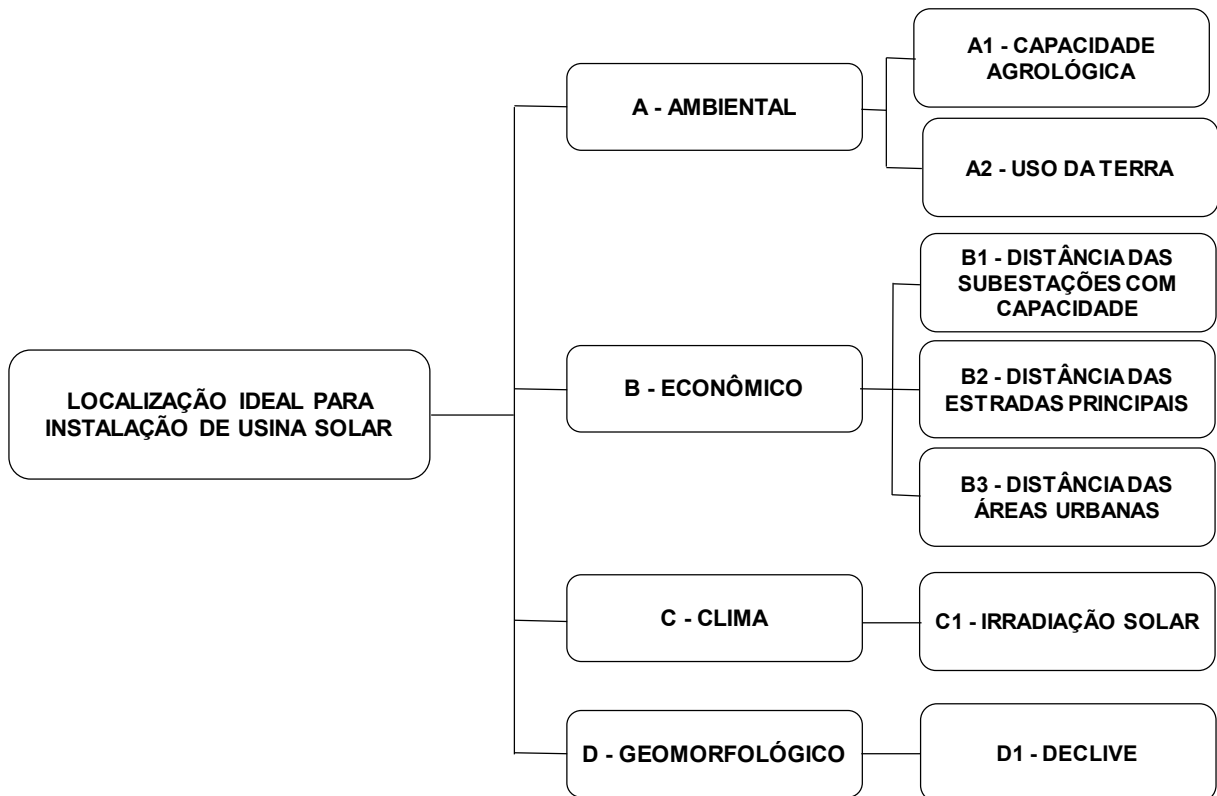 LOCALIZAÇÃO IDEAL PARA
INSTALAÇÃO DE USINA SOLAR
A - AMBIENTAL
A1 - CAPACIDADE
AGROLÓGICA
A2 - USO DA TERRA
B - ECONÔMICO
B1 - DISTÂNCIA DAS
SUBESTAÇÕES COM
CAPACIDADE
B2 - DISTÂNCIA DAS
ESTRADAS PRINCIPAIS
B3 - DISTÂNCIA DAS
ÁREAS URBANAS
C - CLIMA
C1 - IRRADIAÇÃO SOLAR
D - GEOMORFOLÓGICO
D1 - DECLIVE